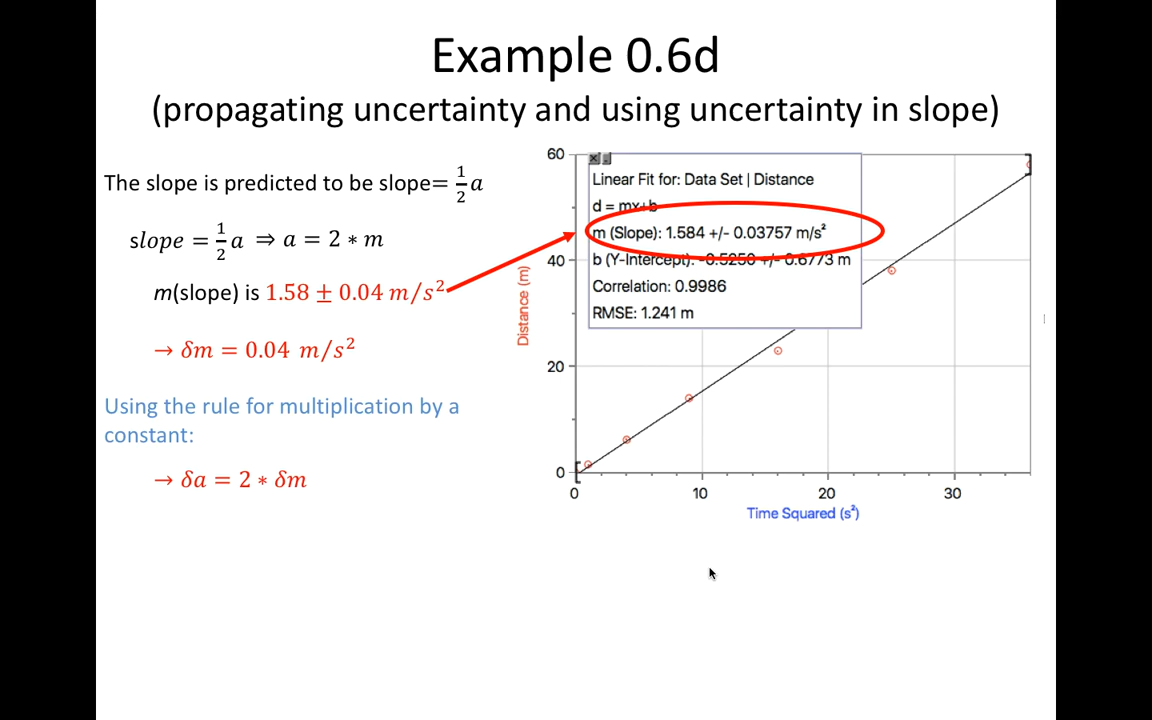 Example 0.6d
(propagating uncertainty and using uncertainty in slope)
The slope is predicted to be slope= 1/2 a
slope = 1/2 a ⇒ a = 2 ∗ m
m(slope) is 1.58 ± 0.04 m/s²
→ δm = 0.04 m/s²
Using the rule for multiplication by a
constant:
→ δa = 2 ∗ δm
Linear Fit for: Data Set | Distance
d = mx+b
m (Slope): 1.584 +/- 0.03757 m/s²
b (Y-Intercept): -0.5250 +/- 0.6773 m
Correlation: 0.9986
RMSE: 1.241 m
Distance (m)
60
40
20
0
0 10 20 30
Time Squared (s²)